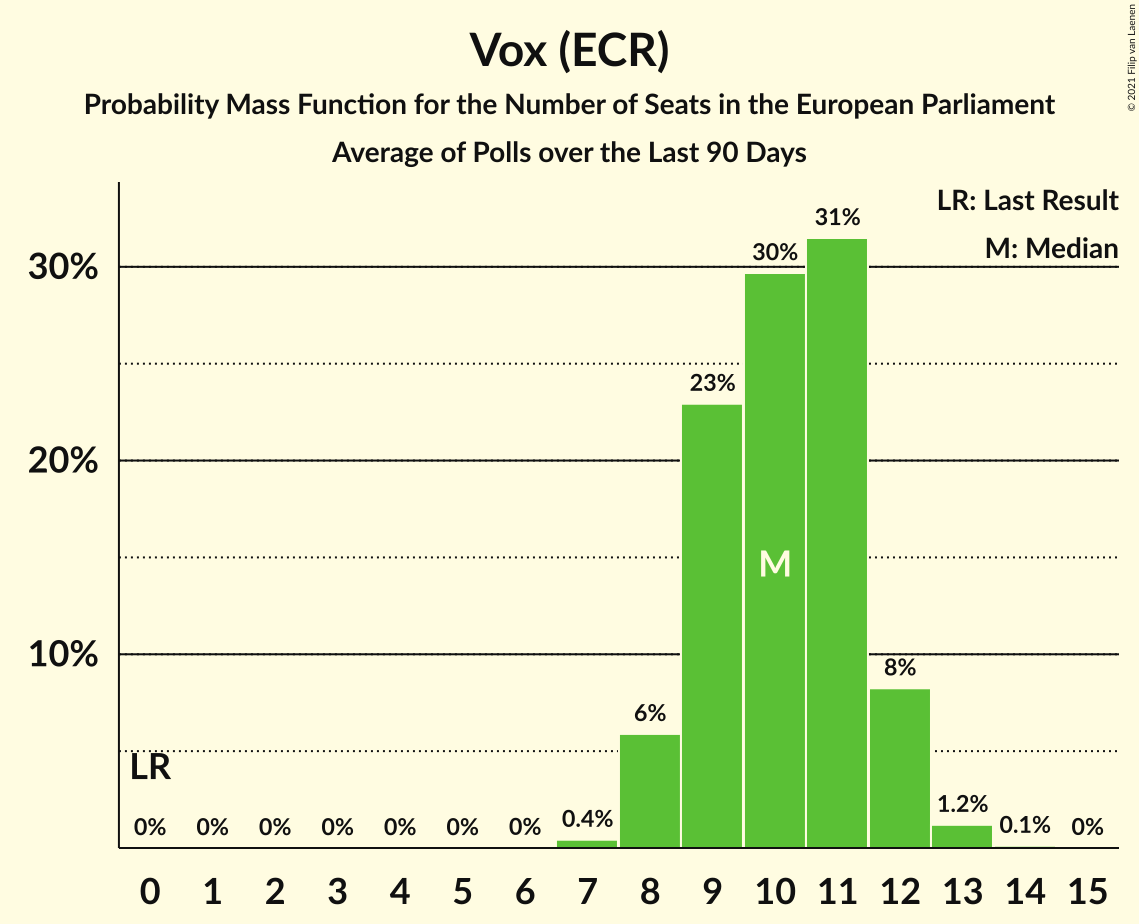 Vox (ECR)
Probability Mass Function for the Number of Seats in the European Parliament
Average of Polls over the Last 90 Days
© 2021 Filip van Laenen
LR: Last Result
M: Median
30%
20%
10%
31%
30%
23%
M
8%
6%
LR
0% 0% 0% 0% 0% 0% 0% 0.4% 1.2% 0.1% 0%
0 1 2 3 4 5 6 7 8 9 10 11 12 13 14 15